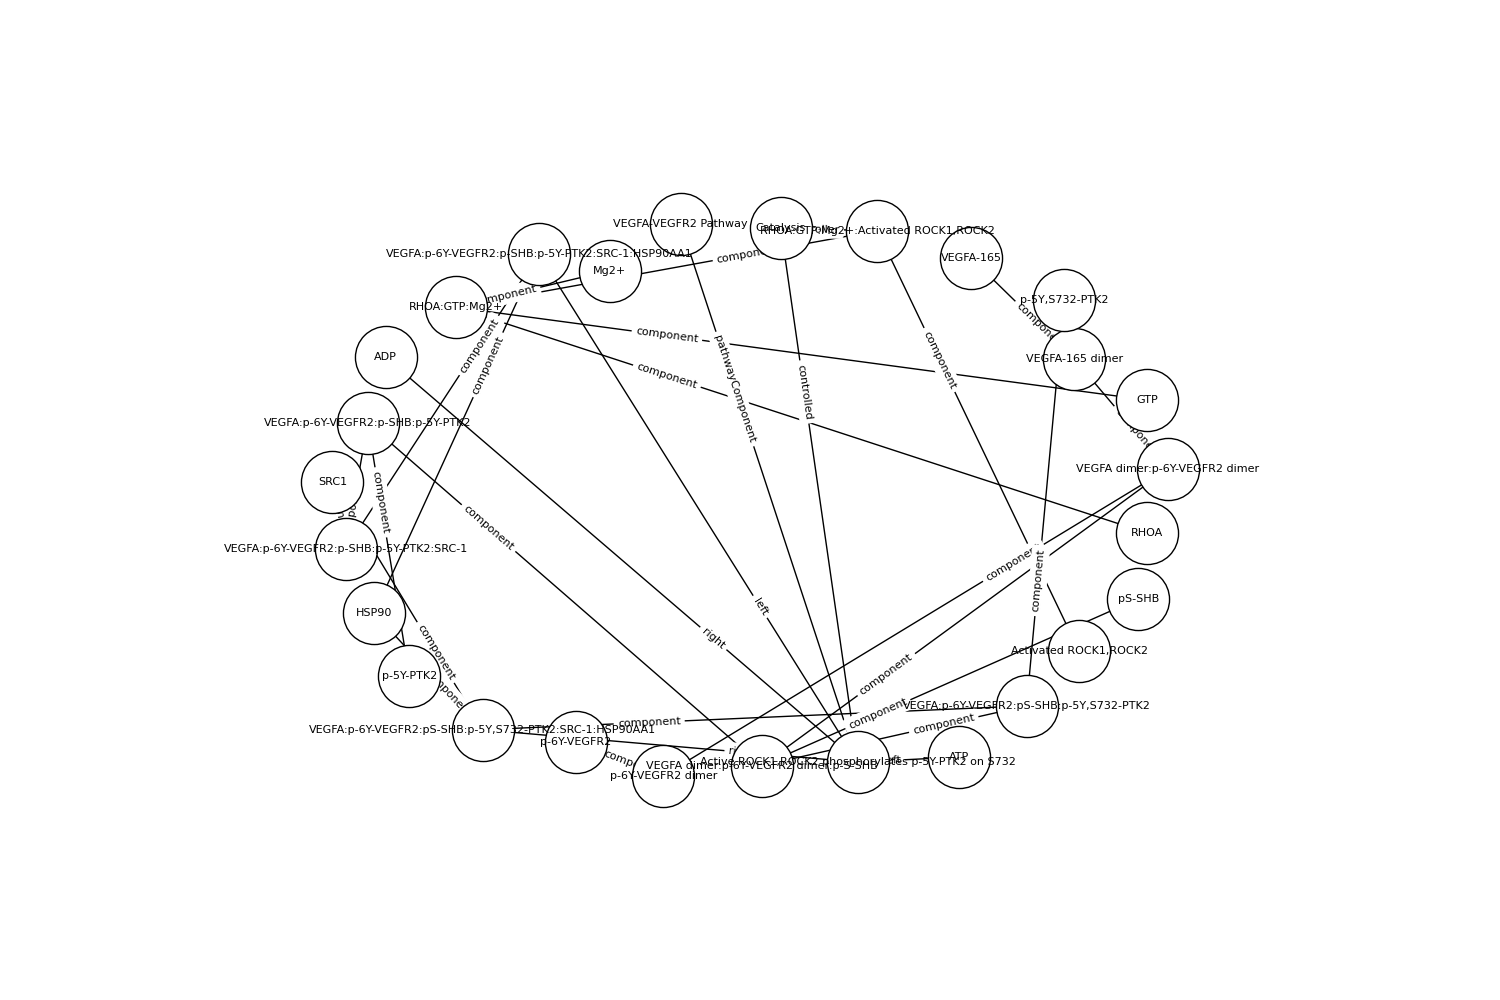 VEGFA-VEGFR2 Pathway
Catalysis
RHOA:GTP:Mg2+:Activated ROCK1,ROCK2
VEGFA:p-6Y-VEGFR2:p-SHB:p-5Y-PTK2:SRC-1:HSP90AA1
VEGFA-165
Mg2+
p-5Y,S732-PTK2
RHOA:GTP:Mg2+
component
component
component
component
component
component
ADP
VEGFA-165 dimer
component
pathwayComponent
controlled
GTP
VEGFA:p-6Y-VEGFR2:p-SHB:p-5Y-PTK2
VEGFA dimer:p-6Y-VEGFR2 dimer
SRC1
component
component
RHOA
VEGFA:p-6Y-VEGFR2:p-SHB:p-5Y-PTK2:SRC-1
component
component
pS-SHB
left
HSP90
right
component
Activated ROCK1,ROCK2
component
p-5Y-PTK2
component
component
VEGFA:p-6Y-VEGFR2:pS-SHB:p-5Y,S732-PTK2
component
component
VEGFA:p-6Y-VEGFR2:pS-SHB:p-5Y,S732-PTK2:SRC-1:HSP90AA1
p-6Y-VEGFR2
ATP
VEGFA dimer:p-6Y-VEGFR2 dimer:p-S-SHB
Active ROCK1,ROCK2 phosphorylates p-5Y-PTK2 on S732
p-6Y-VEGFR2 dimer